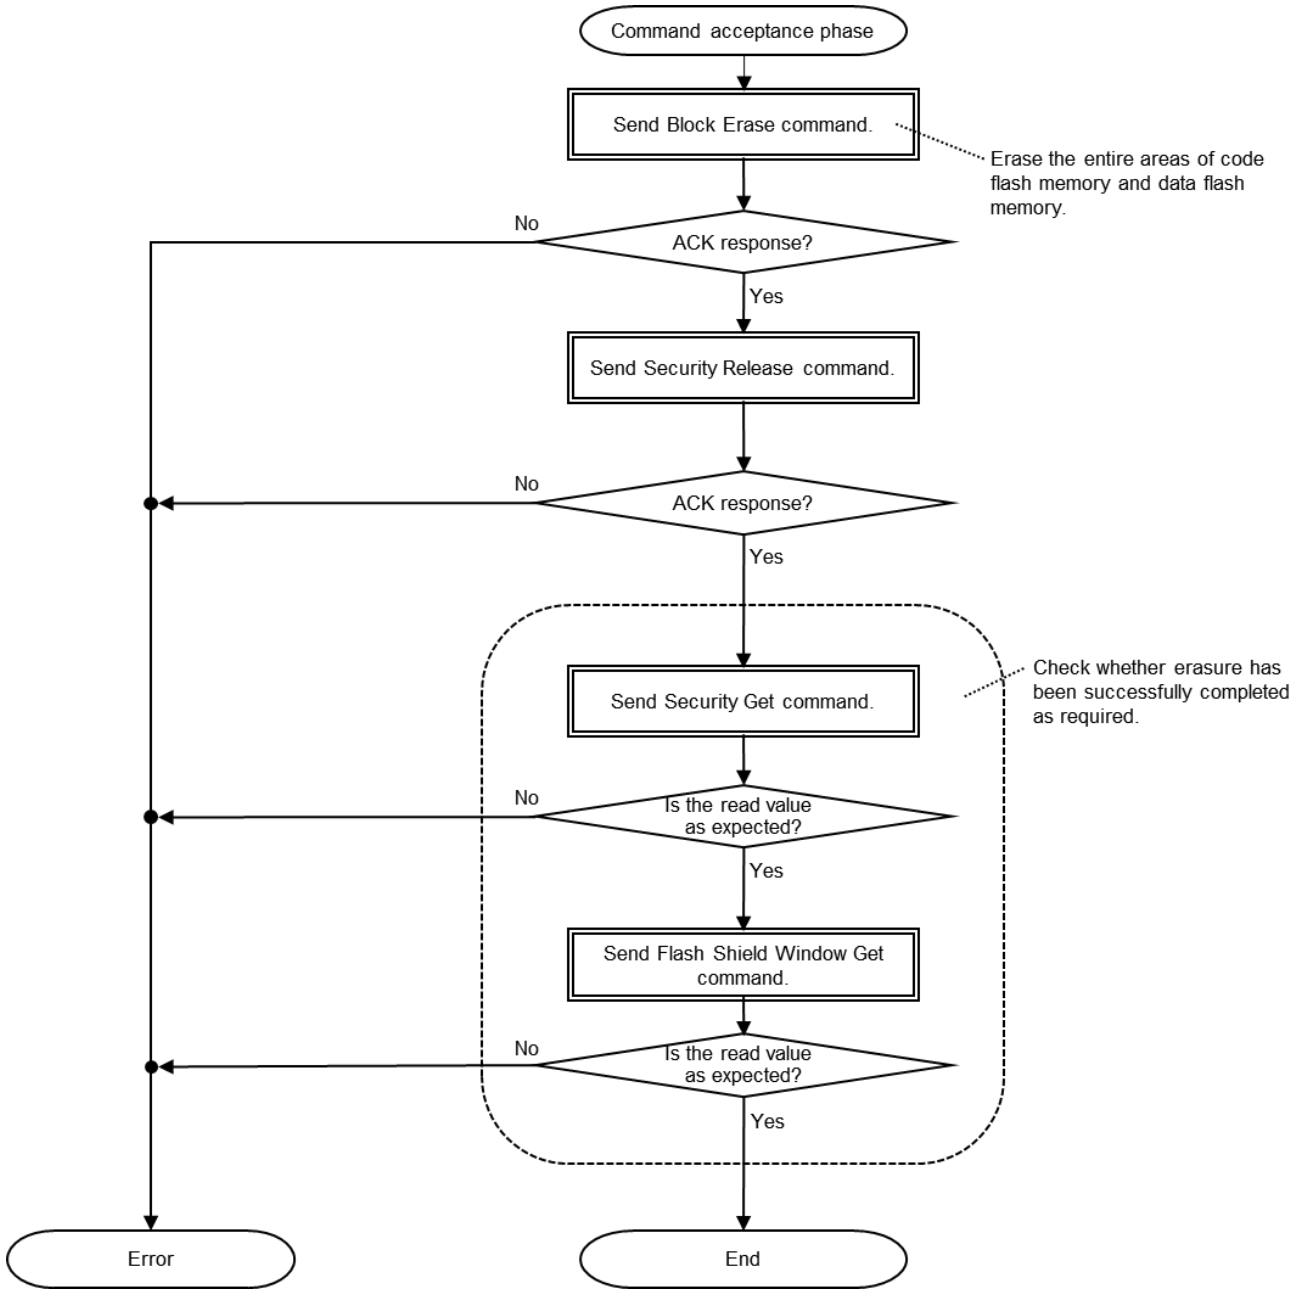 Command acceptance phase
Send Block Erase command.
Erase the entire areas of code
flash memory and data flash
memory.
No
ACK response?
Yes
Send Security Release command.
No
ACK response?
Yes
Check whether erasure has
been successfully completed
as required.
Send Security Get command.
No
Is the read value
as expected?
Yes
Send Flash Shield Window Get
command.
No
Is the read value
as expected?
Yes
Error
End